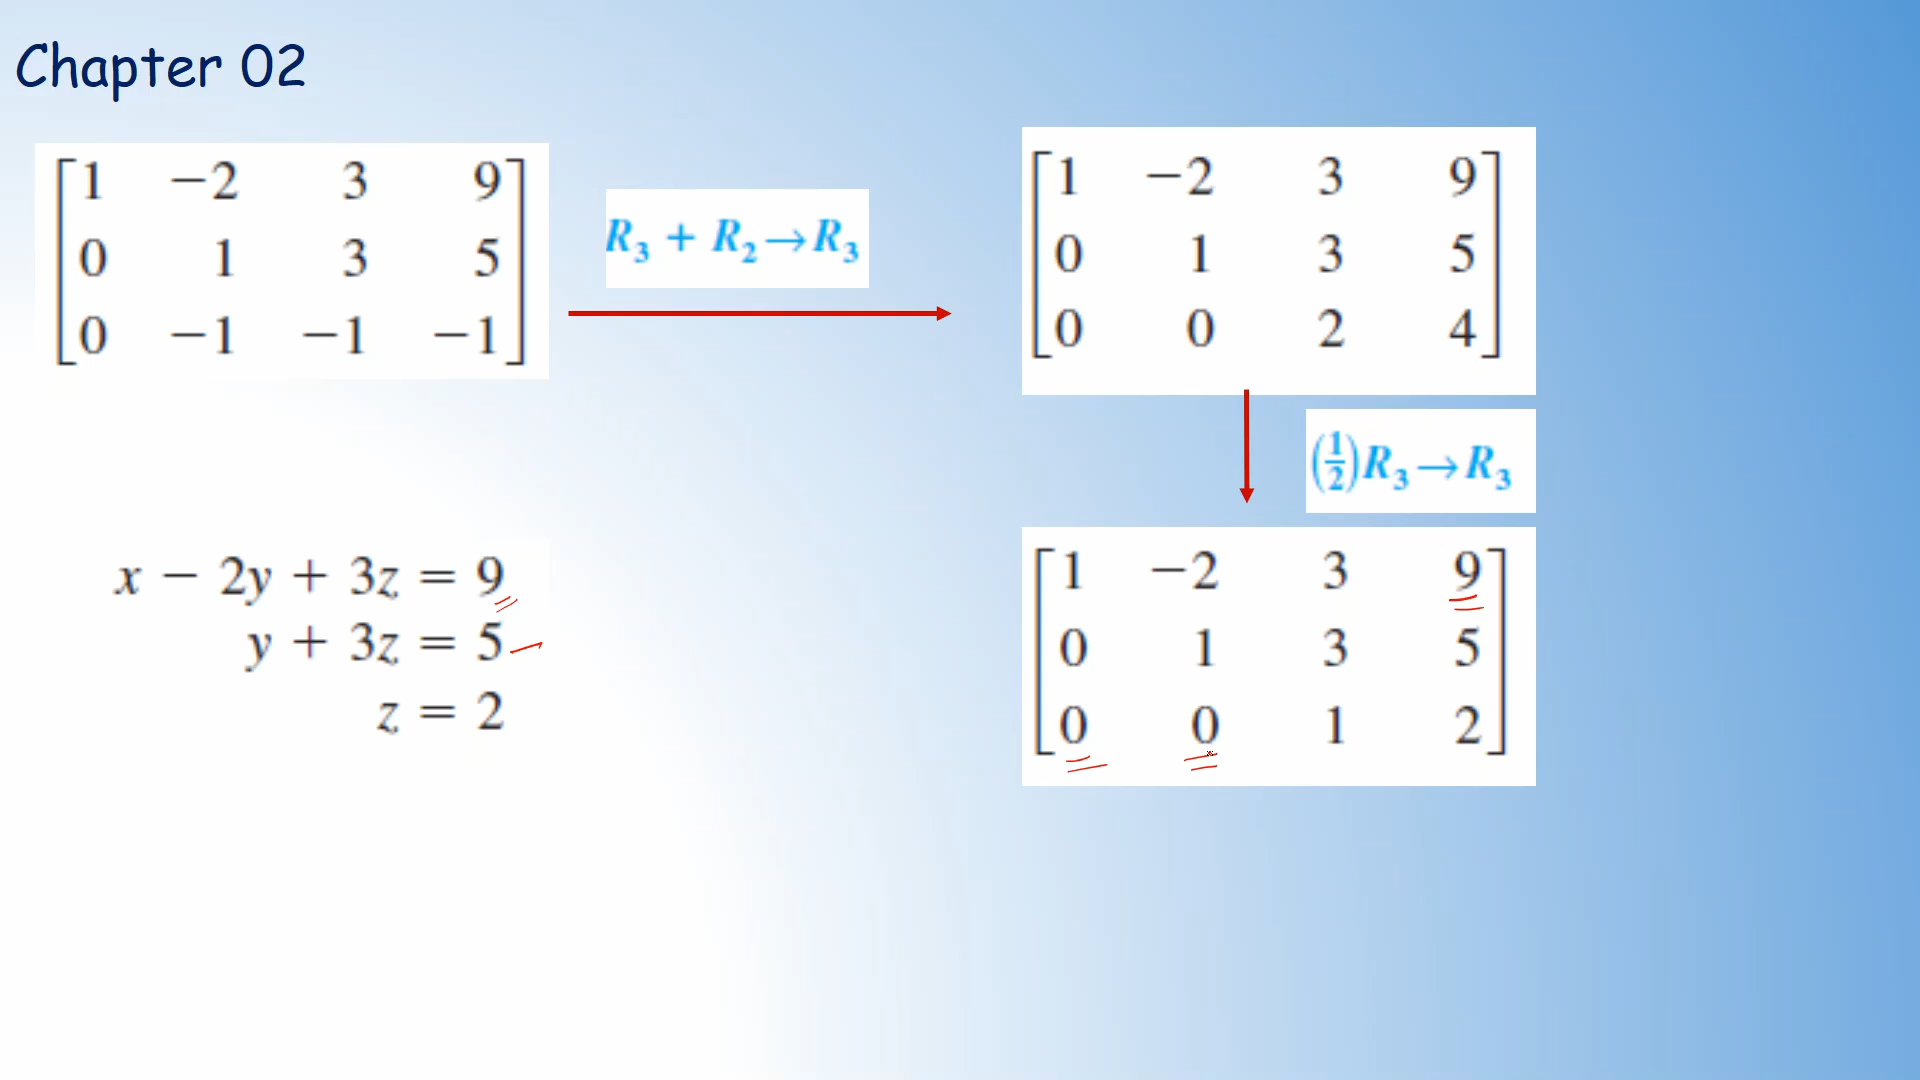 Chapter 02
1 −2 3 9
0 1 3 5
0 −1 −1 −1
R₃ + R₂ → R₃
1 −2 3 9
0 1 3 5
0 0 2 4
(1/2)R₃ → R₃
1 −2 3 9
0 1 3 5
0 0 1 2
x − 2y + 3z = 9
y + 3z = 5
z = 2